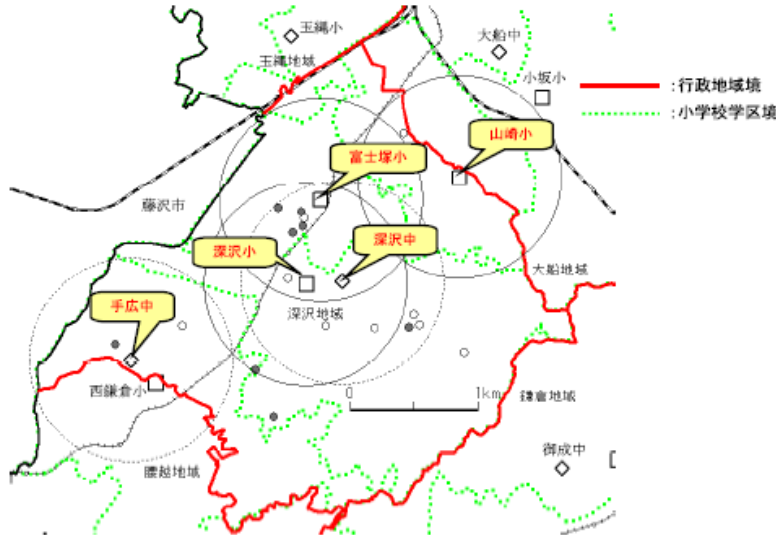 玉縄小
大船中
玉縄地域
小坂小
:行政地域境
:小学校学区境
山崎小
富士塚小
藤沢市
深沢小
深沢中
大船地域
手広中
深沢地域
西鎌倉小
0
1km
鎌倉地域
御成中
腰越地域